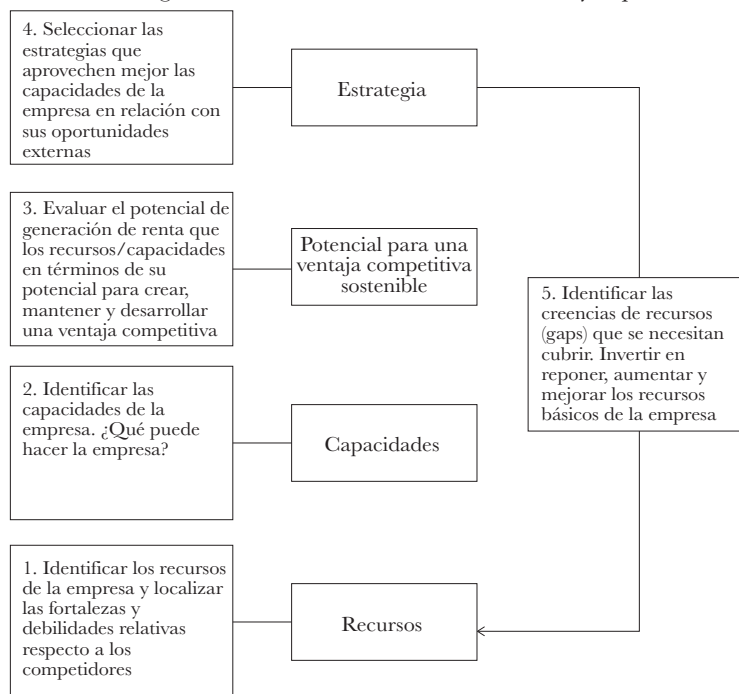 4. Seleccionar las
estrategias que
aprovechen mejor las
capacidades de la
empresa en relación con
sus oportunidades
externas
Estrategia
3. Evaluar el potencial de
generación de renta que
los recursos/capacidades
en términos de su
potencial para crear,
mantener y desarrollar
una ventaja competitiva
Potencial para una
ventaja competitiva
sostenible
5. Identificar las
creencias de recursos
(gaps) que se necesitan
cubrir. Invertir en
reponer, aumentar y
mejorar los recursos
básicos de la empresa
2. Identificar las
capacidades de la
empresa. ¿Qué puede
hacer la empresa?
Capacidades
1. Identificar los recursos
de la empresa y localizar
las fortalezas y
debilidades relativas
respecto a los
competidores
Recursos